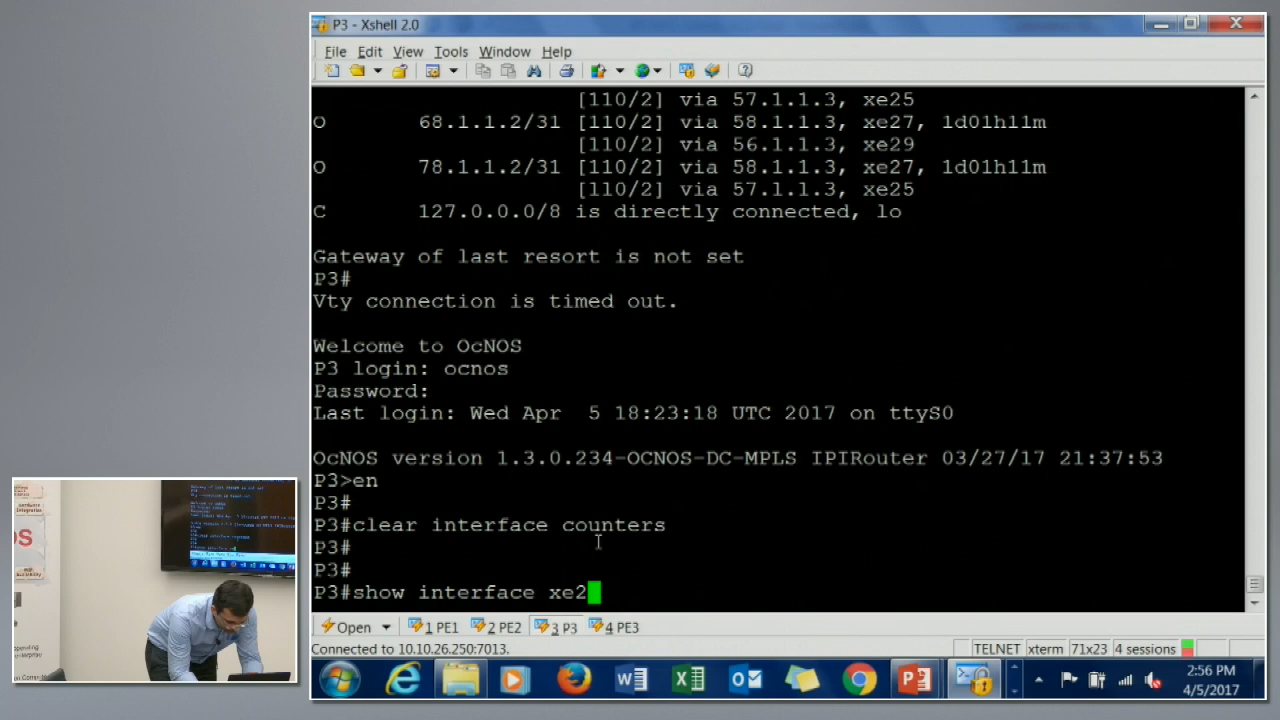 P3 - Xshell 2.0
File Edit View Tools Window Help
[110/2] via 57.1.1.3, xe25
O 68.1.1.2/31 [110/2] via 58.1.1.3, xe27, 1d01h11m
[110/2] via 56.1.1.3, xe29
O 78.1.1.2/31 [110/2] via 58.1.1.3, xe27, 1d01h11m
[110/2] via 57.1.1.3, xe25
C 127.0.0.0/8 is directly connected, lo
Gateway of last resort is not set
P3#
Vty connection is timed out.
Welcome to OcNOS
P3 login: ocnos
Password:
Last login: Wed Apr 5 18:23:18 UTC 2017 on ttyS0
OcNOS version 1.3.0.234-OCNOS-DC-MPLS IPIRouter 03/27/17 21:37:53
P3>en
P3#
P3#clear interface counters
P3#
P3#
P3#show interface xe2
Open 1 PE1 2 PE2 3 P3 4 PE3
Connected to 10.10.26.250:7013. TELNET xterm 71x23 4 sessions
2:56 PM
4/5/2017